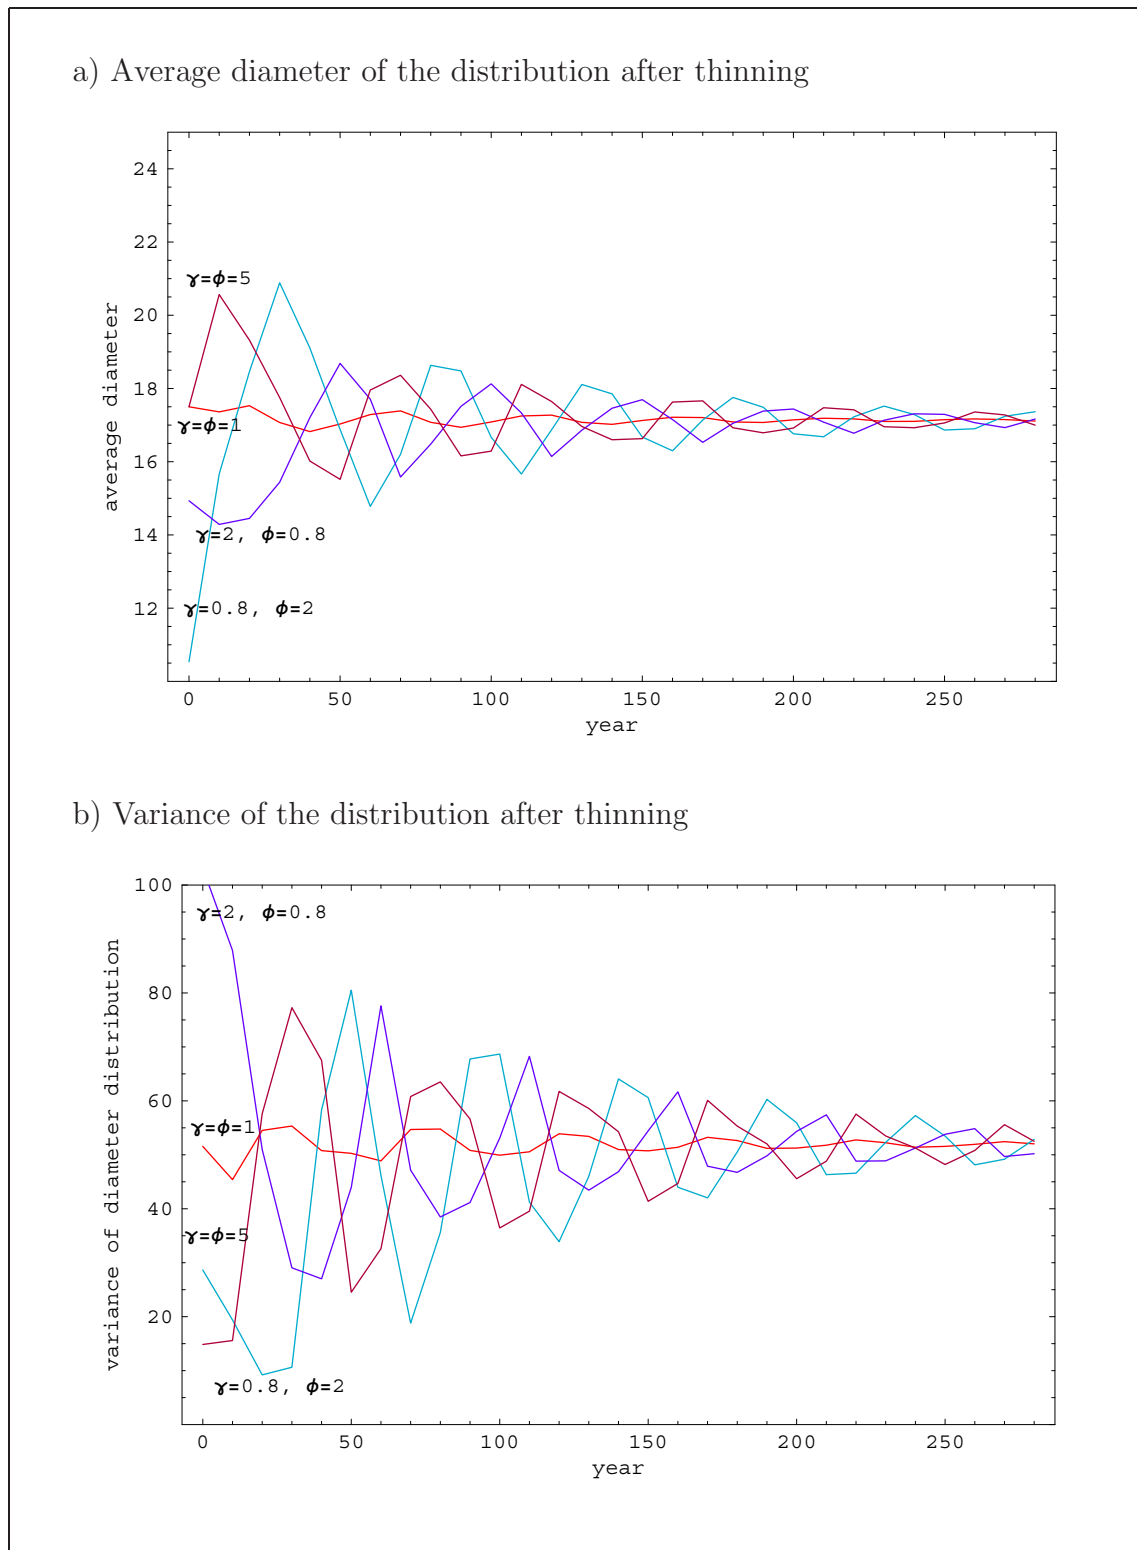 a) Average diameter of the distribution after thinning
24
22
20
18
16
14
12
average diameter
γ=ϕ=5
γ=ϕ=1
γ=2, ϕ=0.8
γ=0.8, ϕ=2
0 50 100 150 200 250
year
b) Variance of the distribution after thinning
100
80
60
40
20
variance of diameter distribution
γ=2, ϕ=0.8
γ=ϕ=1
γ=ϕ=5
γ=0.8, ϕ=2
0 50 100 150 200 250
year